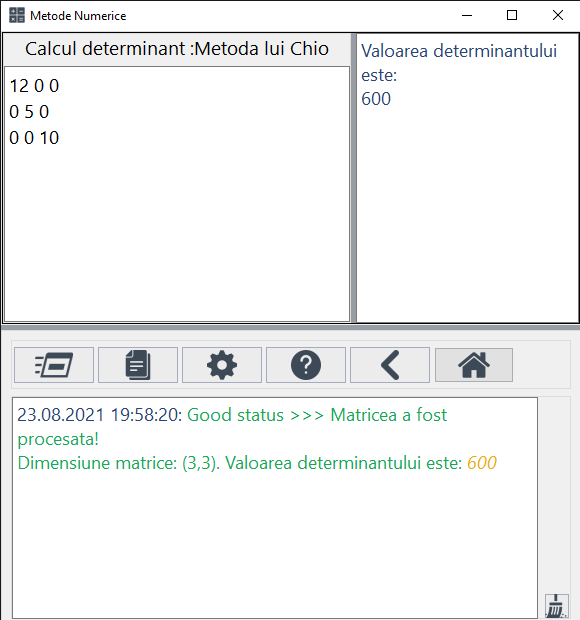 Metode Numerice
Calcul determinant :Metoda lui Chio
12 0 0
0 5 0
0 0 10
Valoarea determinantului
este:
600
23.08.2021 19:58:20: Good status >>> Matricea a fost
procesata!
Dimensiune matrice: (3,3). Valoarea determinantului este: 600